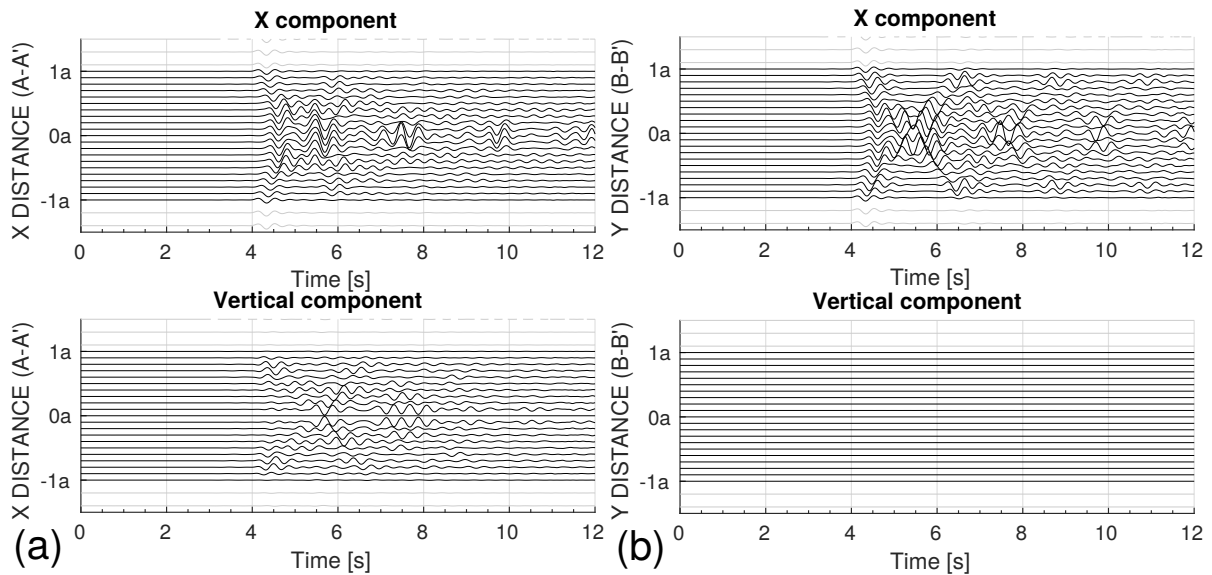 X component
X DISTANCE (A-A')
1a
0a
-1a
0 2 4 6 8 10 12
Time [s]
Vertical component
X DISTANCE (A-A')
1a
0a
-1a
0 2 4 6 8 10 12
Time [s]
(a)
X component
Y DISTANCE (B-B')
1a
0a
-1a
0 2 4 6 8 10 12
Time [s]
Vertical component
Y DISTANCE (B-B')
1a
0a
-1a
0 2 4 6 8 10 12
Time [s]
(b)